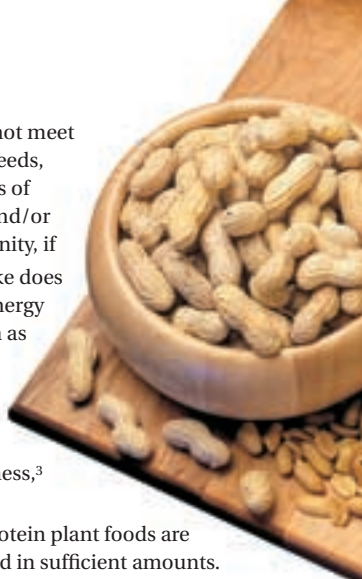 not meet
eeds,
s of
nd/or
nity, if
ke does
nergy
n as
ness,³
otein plant foods are
d in sufficient amounts.